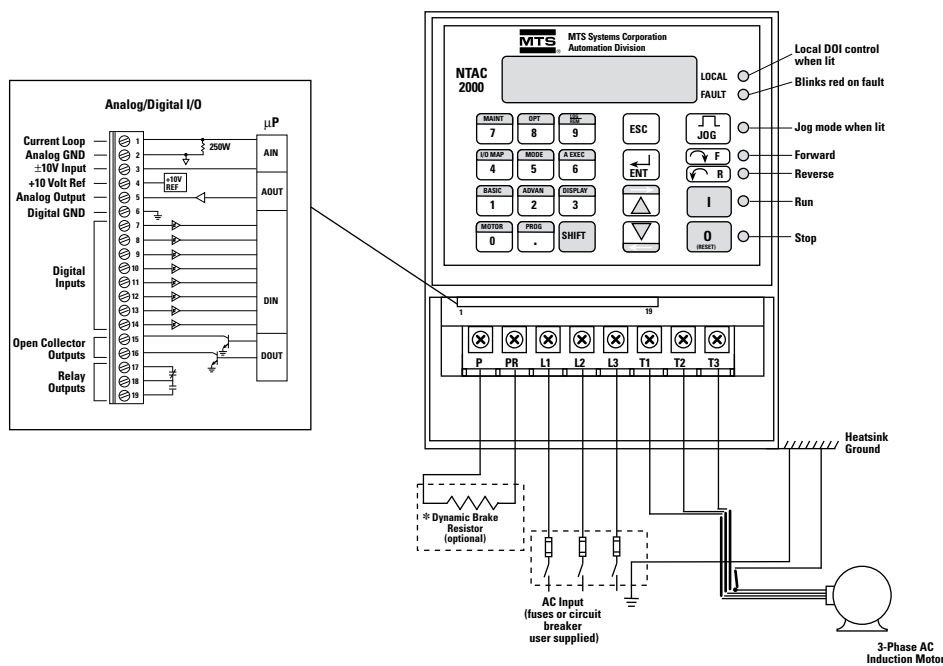 Analog/Digital I/O
µP
Current Loop
Analog GND
±10V Input
+10 Volt Ref
Analog Output
Digital GND
Digital
Inputs
Open Collector
Outputs
Relay
Outputs
1
2
3
4
5
6
7
8
9
10
11
12
13
14
15
16
17
18
19
250W
+10V
REF
AIN
AOUT
DIN
DOUT
MTS
®
MTS Systems Corporation
Automation Division
NTAC
2000
LOCAL
FAULT
MAINT
7
OPT
8
LOC
REM
9
ESC
JOG
I/O MAP
4
MODE
5
A EXEC
6
ENT
F
R
BASIC
1
ADVAN
2
DISPLAY
3
I
MOTOR
0
PROG
.
SHIFT
0
(RESET)
Local DOI control
when lit
Blinks red on fault
Jog mode when lit
Forward
Reverse
Run
Stop
1
19
P
PR
L1
L2
L3
T1
T2
T3
Heatsink
Ground
* Dynamic Brake
Resistor
(optional)
AC Input
(fuses or circuit
breaker
user supplied)
3-Phase AC
Induction Motor